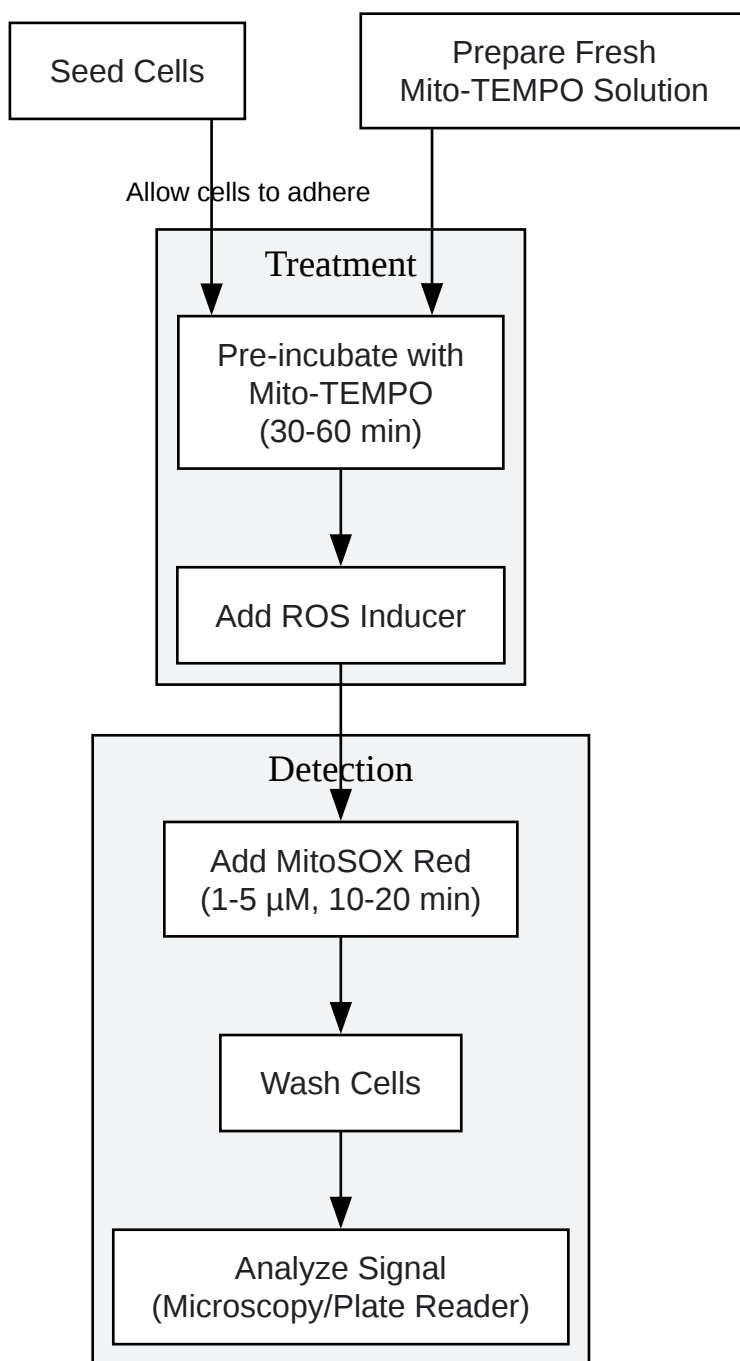 Seed Cells
Prepare Fresh
Mito-TEMPO Solution
Allow cells to adhere
Treatment
Pre-incubate with
Mito-TEMPO
(30-60 min)
Add ROS Inducer
Detection
Add MitoSOX Red
(1-5 µM, 10-20 min)
Wash Cells
Analyze Signal
(Microscopy/Plate Reader)